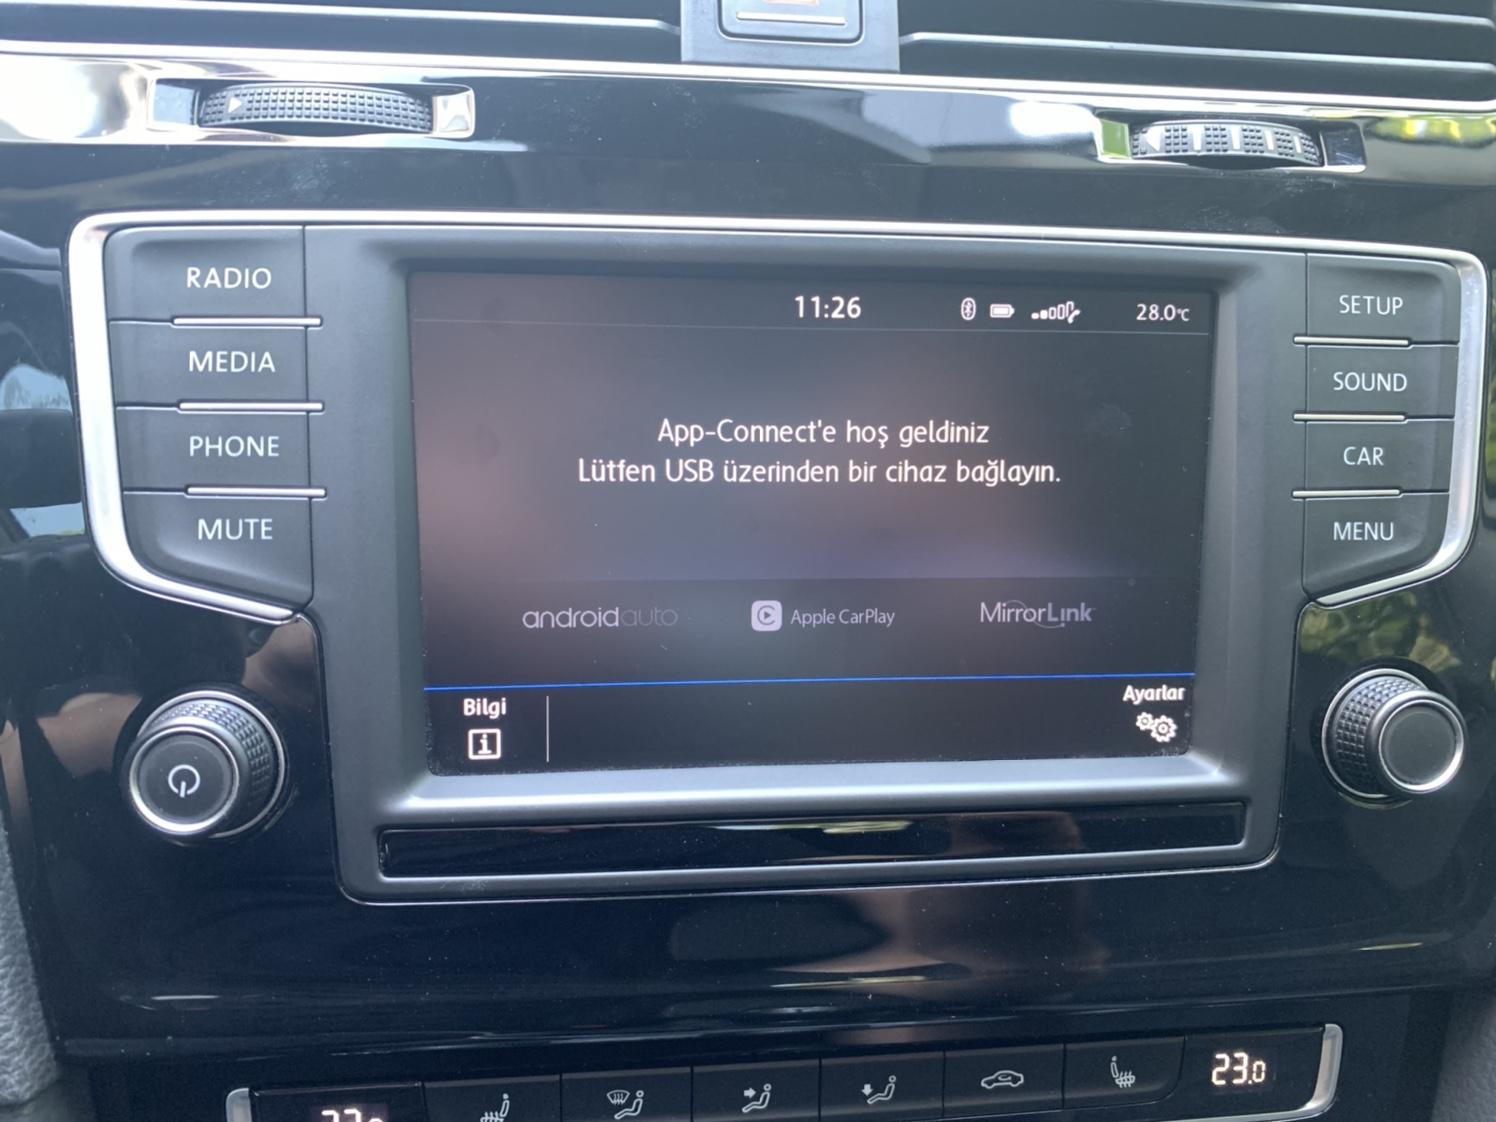 RADIO
MEDIA
PHONE
MUTE
11:26
28.0°C
App-Connect'e hoş geldiniz
Lütfen USB üzerinden bir cihaz bağlayın.
androidauto
Apple CarPlay
MirrorLink
Bilgi
i
Ayarlar
SETUP
SOUND
CAR
MENU
23.0